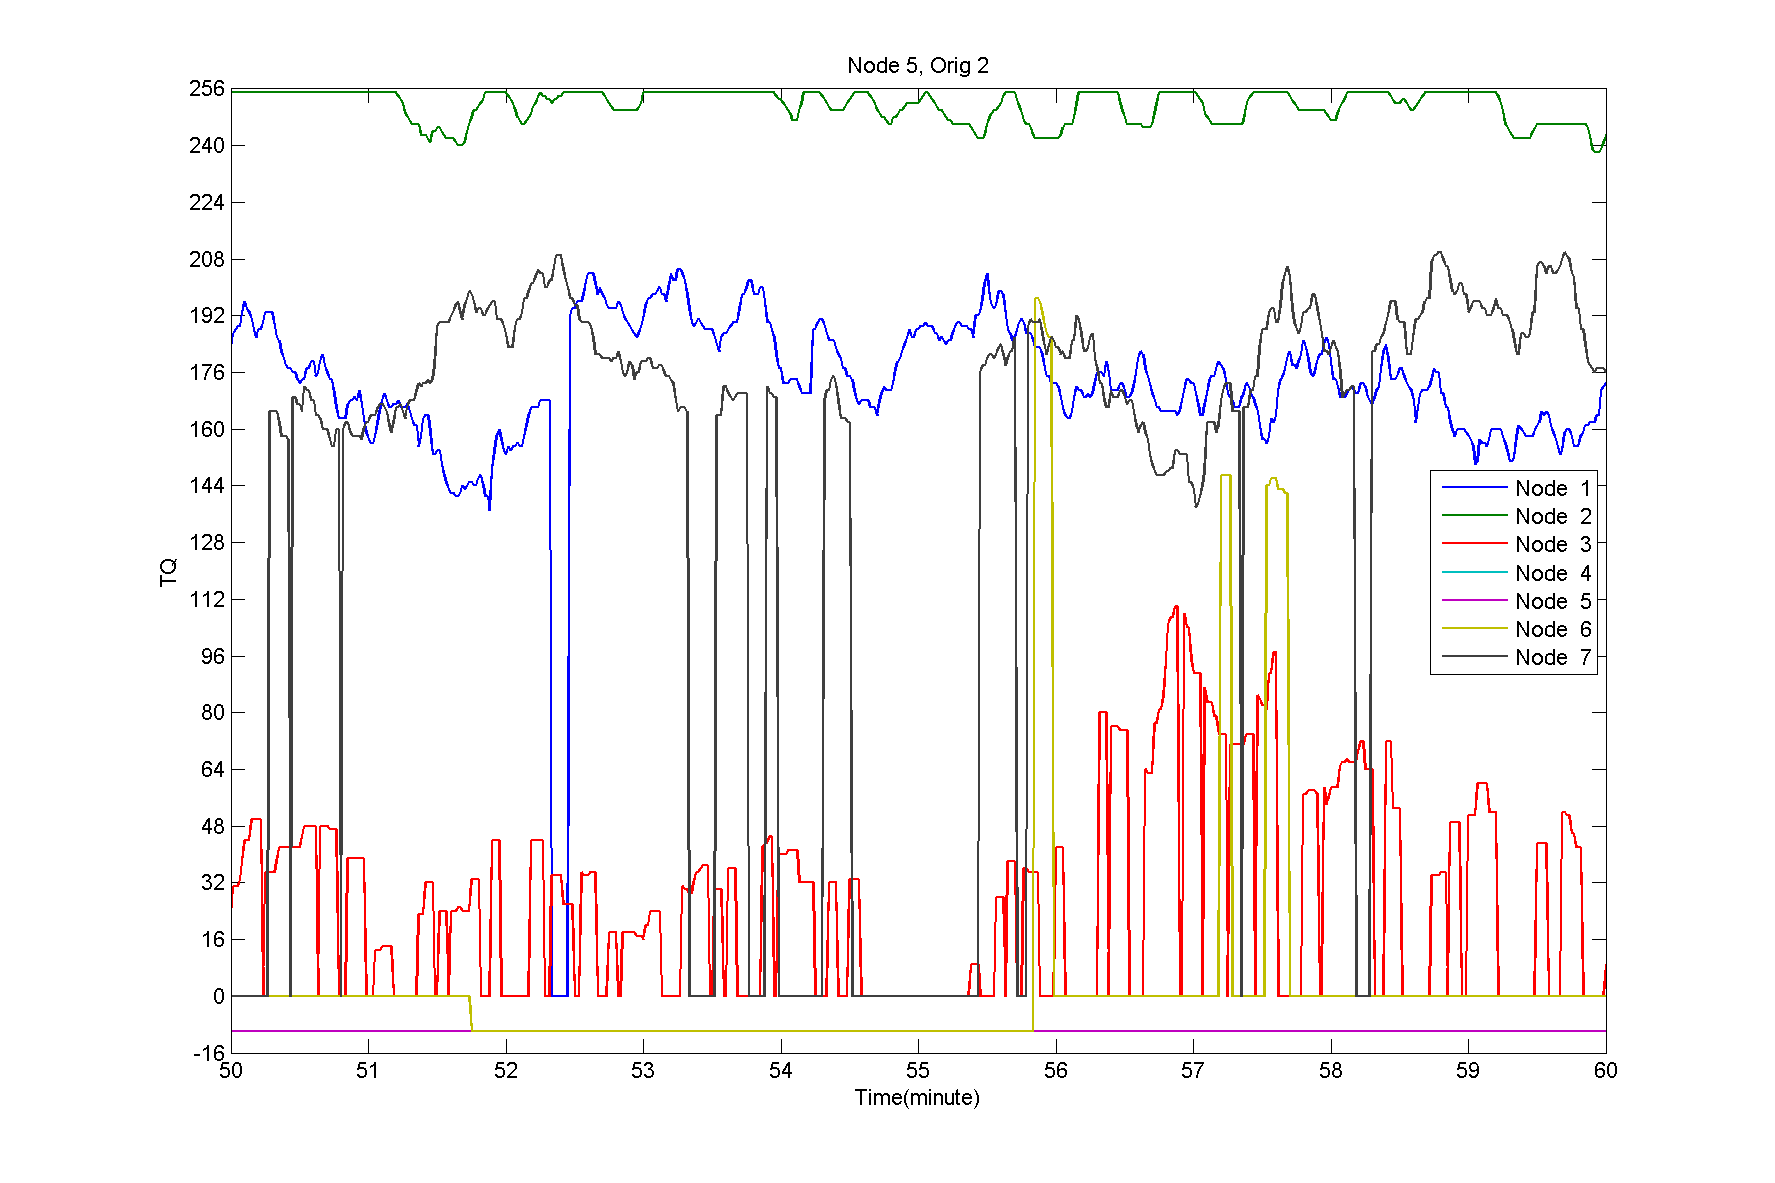 Node 5, Orig 2
256
240
224
208
192
176
160
144
128
112
96
80
64
48
32
16
0
-16
TQ
Node 1
Node 2
Node 3
Node 4
Node 5
Node 6
Node 7
50 51 52 53 54 55 56 57 58 59 60
Time(minute)